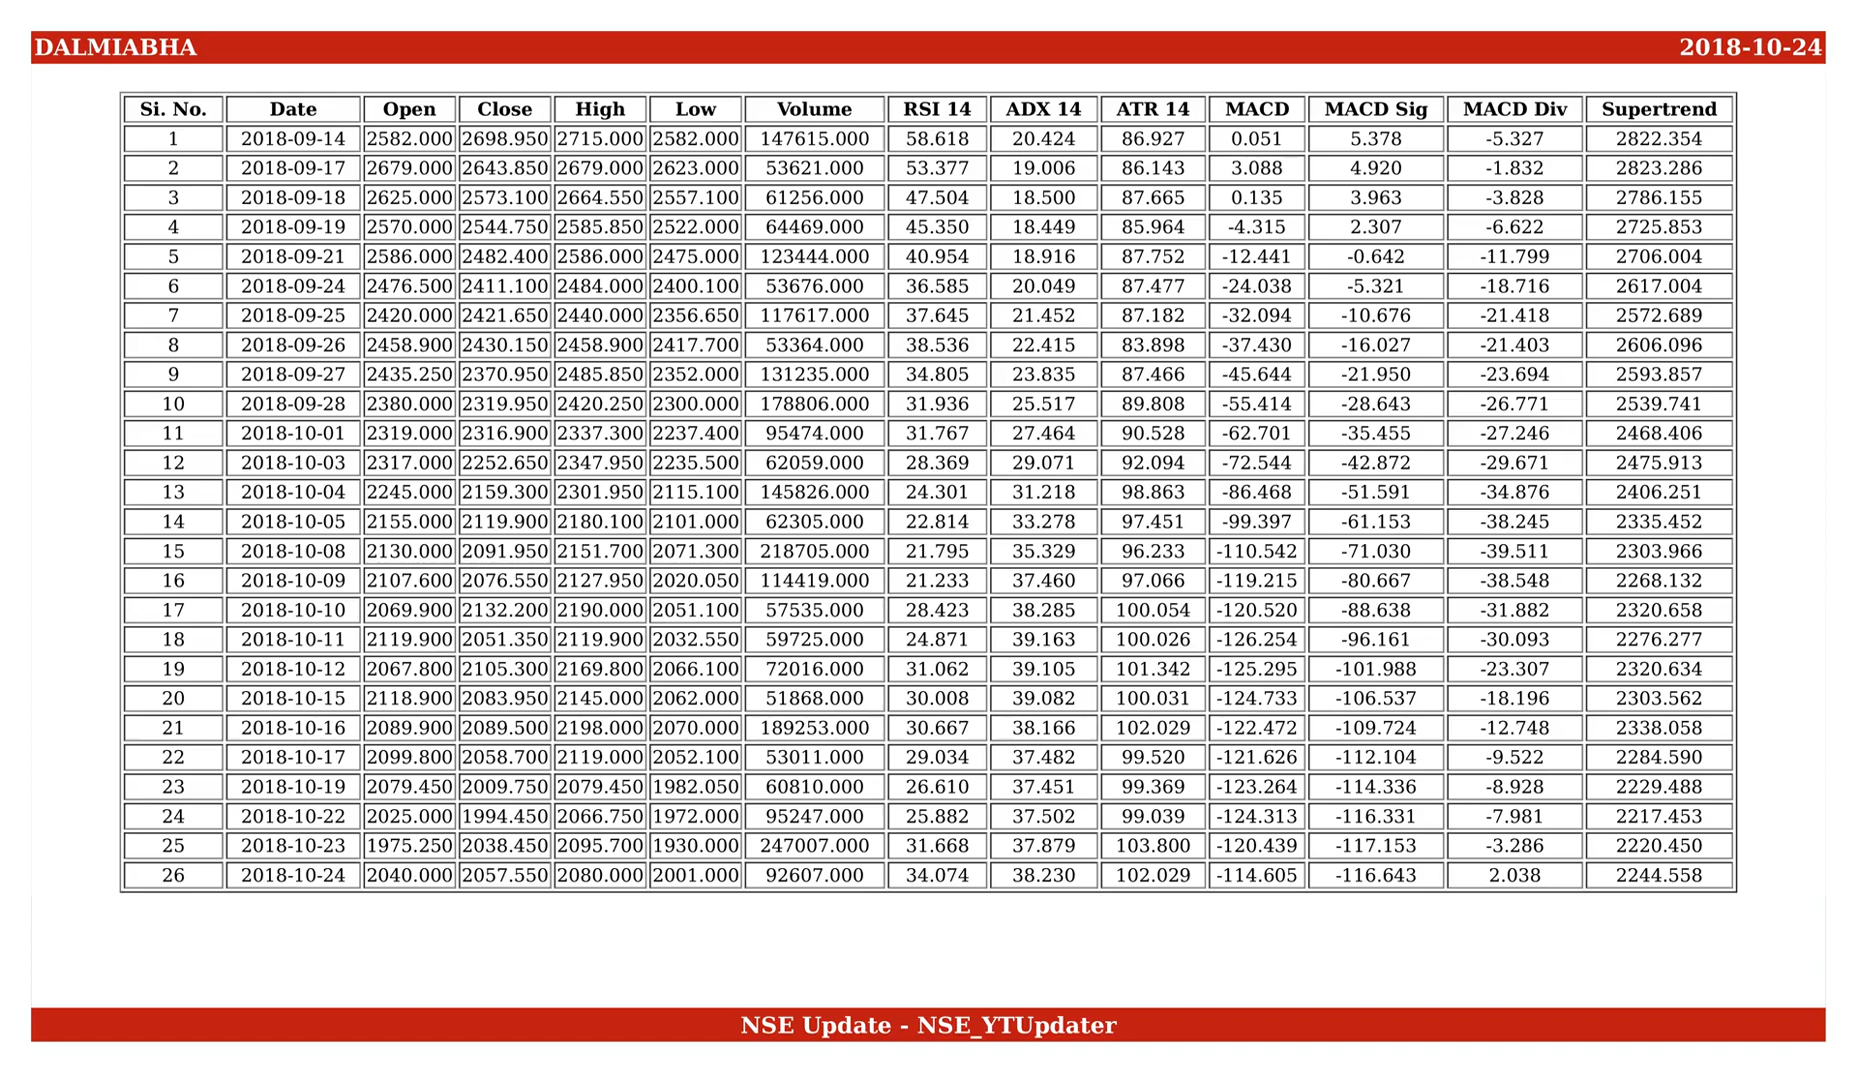 DALMIABHA 2018-10-24
Si. No. Date Open Close High Low Volume RSI 14 ADX 14 ATR 14 MACD MACD Sig MACD Div Supertrend
1 2018-09-14 2582.000 2698.950 2715.000 2582.000 147615.000 58.618 20.424 86.927 0.051 5.378 -5.327 2822.354
2 2018-09-17 2679.000 2643.850 2679.000 2623.000 53621.000 53.377 19.006 86.143 3.088 4.920 -1.832 2823.286
3 2018-09-18 2625.000 2573.100 2664.550 2557.100 61256.000 47.504 18.500 87.665 0.135 3.963 -3.828 2786.155
4 2018-09-19 2570.000 2544.750 2585.850 2522.000 64469.000 45.350 18.449 85.964 -4.315 2.307 -6.622 2725.853
5 2018-09-21 2586.000 2482.400 2586.000 2475.000 123444.000 40.954 18.916 87.752 -12.441 -0.642 -11.799 2706.004
6 2018-09-24 2476.500 2411.100 2484.000 2400.100 53676.000 36.585 20.049 87.477 -24.038 -5.321 -18.716 2617.004
7 2018-09-25 2420.000 2421.650 2440.000 2356.650 117617.000 37.645 21.452 87.182 -32.094 -10.676 -21.418 2572.689
8 2018-09-26 2458.900 2430.150 2458.900 2417.700 53364.000 38.536 22.415 83.898 -37.430 -16.027 -21.403 2606.096
9 2018-09-27 2435.250 2370.950 2485.850 2352.000 131235.000 34.805 23.835 87.466 -45.644 -21.950 -23.694 2593.857
10 2018-09-28 2380.000 2319.950 2420.250 2300.000 178806.000 31.936 25.517 89.808 -55.414 -28.643 -26.771 2539.741
11 2018-10-01 2319.000 2316.900 2337.300 2237.400 95474.000 31.767 27.464 90.528 -62.701 -35.455 -27.246 2468.406
12 2018-10-03 2317.000 2252.650 2347.950 2235.500 62059.000 28.369 29.071 92.094 -72.544 -42.872 -29.671 2475.913
13 2018-10-04 2245.000 2159.300 2301.950 2115.100 145826.000 24.301 31.218 98.863 -86.468 -51.591 -34.876 2406.251
14 2018-10-05 2155.000 2119.900 2180.100 2101.000 62305.000 22.814 33.278 97.451 -99.397 -61.153 -38.245 2335.452
15 2018-10-08 2130.000 2091.950 2151.700 2071.300 218705.000 21.795 35.329 96.233 -110.542 -71.030 -39.511 2303.966
16 2018-10-09 2107.600 2076.550 2127.950 2020.050 114419.000 21.233 37.460 97.066 -119.215 -80.667 -38.548 2268.132
17 2018-10-10 2069.900 2132.200 2190.000 2051.100 57535.000 28.423 38.285 100.054 -120.520 -88.638 -31.882 2320.658
18 2018-10-11 2119.900 2051.350 2119.900 2032.550 59725.000 24.871 39.163 100.026 -126.254 -96.161 -30.093 2276.277
19 2018-10-12 2067.800 2105.300 2169.800 2066.100 72016.000 31.062 39.105 101.342 -125.295 -101.988 -23.307 2320.634
20 2018-10-15 2118.900 2083.950 2145.000 2062.000 51868.000 30.008 39.082 100.031 -124.733 -106.537 -18.196 2303.562
21 2018-10-16 2089.900 2089.500 2198.000 2070.000 189253.000 30.667 38.166 102.029 -122.472 -109.724 -12.748 2338.058
22 2018-10-17 2099.800 2058.700 2119.000 2052.100 53011.000 29.034 37.482 99.520 -121.626 -112.104 -9.522 2284.590
23 2018-10-19 2079.450 2009.750 2079.450 1982.050 60810.000 26.610 37.451 99.369 -123.264 -114.336 -8.928 2229.488
24 2018-10-22 2025.000 1994.450 2066.750 1972.000 95247.000 25.882 37.502 99.039 -124.313 -116.331 -7.981 2217.453
25 2018-10-23 1975.250 2038.450 2095.700 1930.000 247007.000 31.668 37.879 103.800 -120.439 -117.153 -3.286 2220.450
26 2018-10-24 2040.000 2057.550 2080.000 2001.000 92607.000 34.074 38.230 102.029 -114.605 -116.643 2.038 2244.558
NSE Update - NSE_YTUpdater